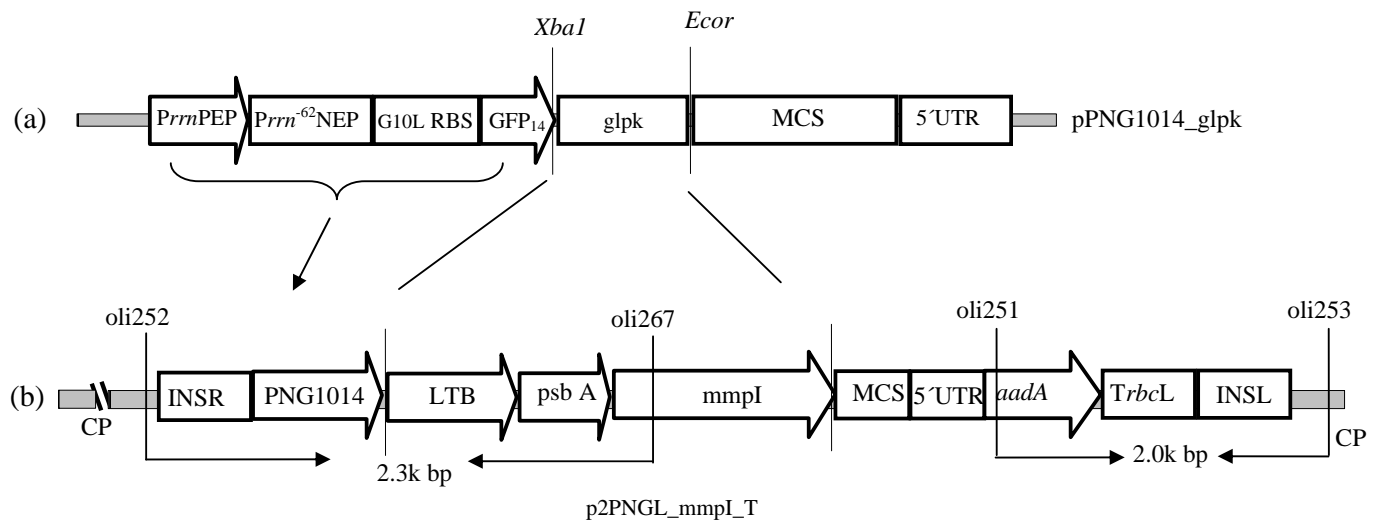 Xba1 Ecor
(a) PrrnPEP Prrn⁻⁶²NEP G10L RBS GFP₁₄ glpk MCS 5´UTR pPNG1014_glpk
oli252 oli267 oli251 oli253
(b) INSR PNG1014 LTB psb A mmpI MCS 5´UTR aadA TrbcL INSL
CP CP
2.3k bp 2.0k bp
p2PNGL_mmpI_T